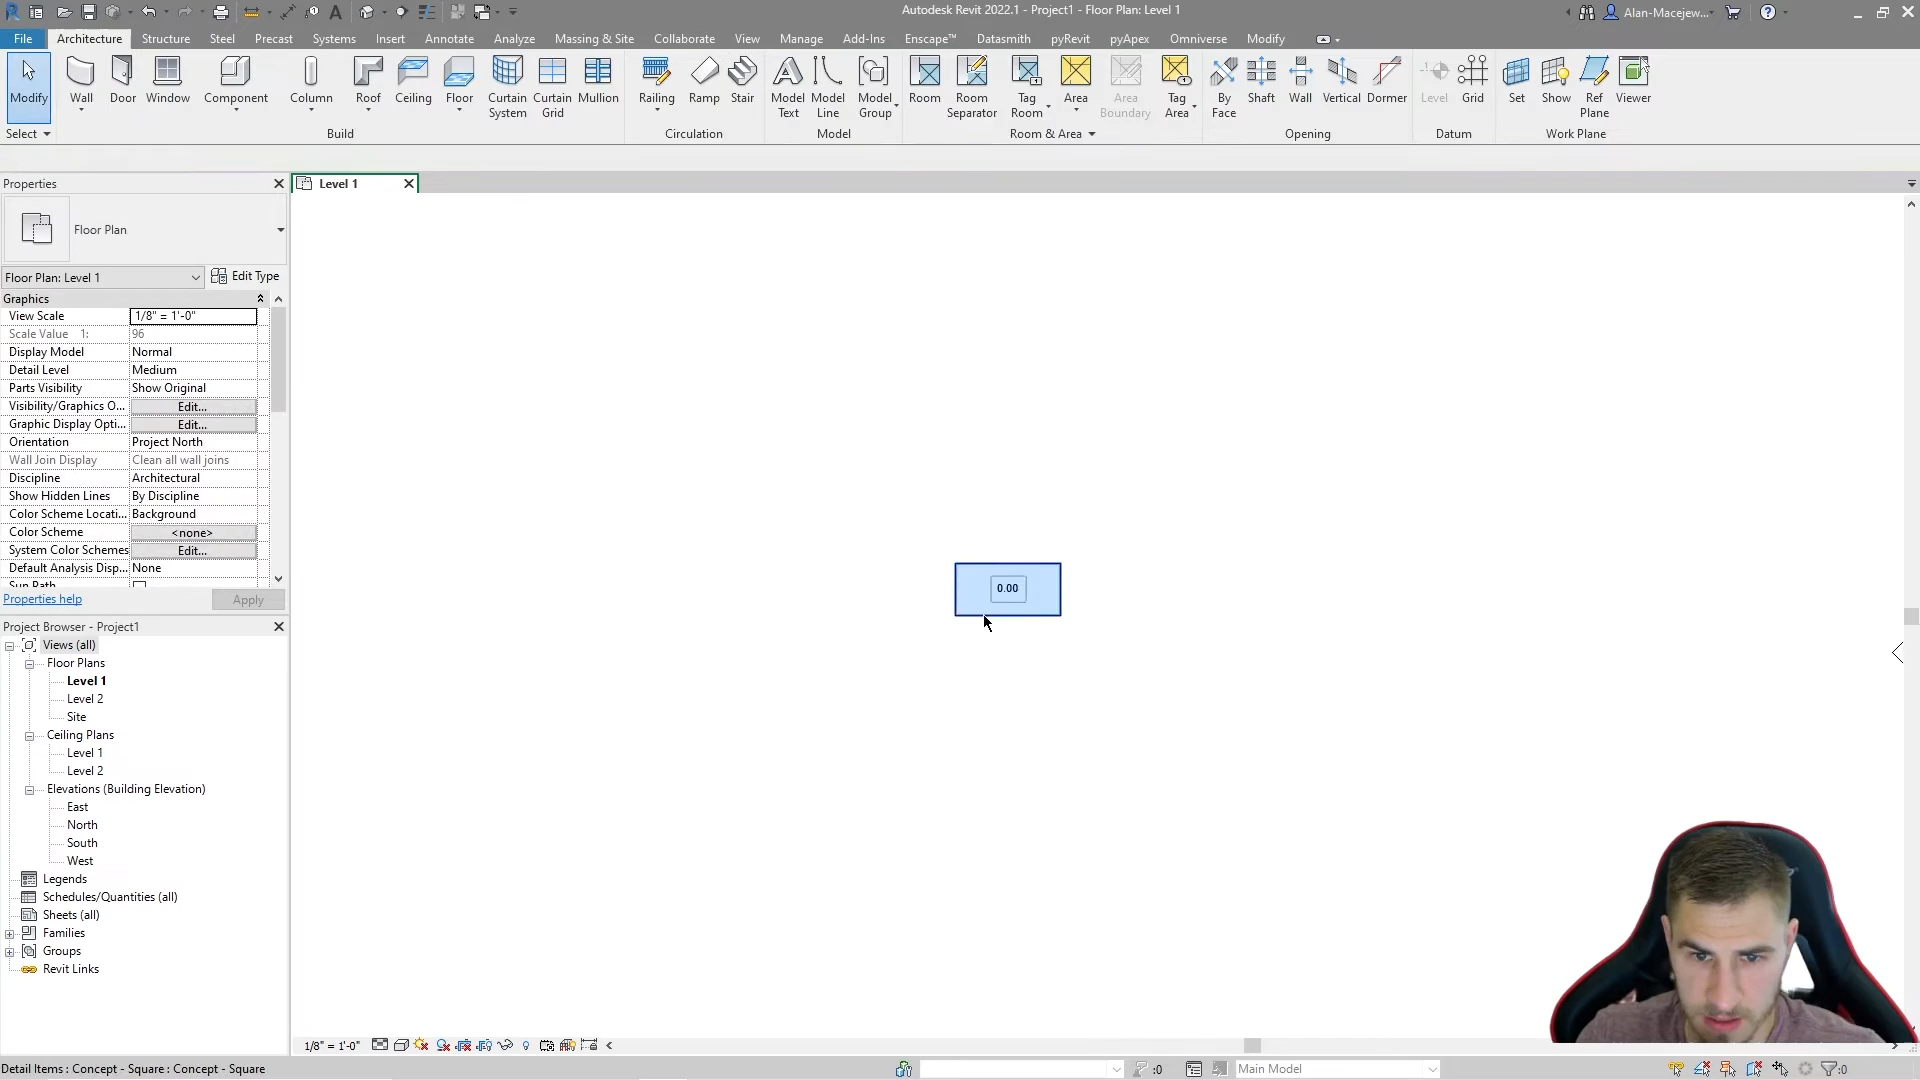 Autodesk Revit 2022.1 - Project1 - Floor Plan: Level 1
Alan-Macejew...
File Architecture Structure Steel Precast Systems Insert Annotate Analyze Massing & Site Collaborate View Manage Add-Ins Enscape™ Datasmith pyRevit pyApex Omniverse Modify
Modify Wall Door Window Component Column Roof Ceiling Floor Curtain System Curtain Grid Mullion Railing Ramp Stair Model Text Model Line Model Group Room Room Separator Tag Room Area Area Boundary Tag Area By Face Shaft Wall Vertical Dormer Level Grid Set Show Ref Plane Viewer
Select Build Circulation Model Room & Area Opening Datum Work Plane
Properties
Level 1
Floor Plan
Floor Plan: Level 1 Edit Type
Graphics
View Scale 1/8" = 1'-0"
Scale Value 1: 96
Display Model Normal
Detail Level Medium
Parts Visibility Show Original
Visibility/Graphics O... Edit...
Graphic Display Opti... Edit...
Orientation Project North
Wall Join Display Clean all wall joins
Discipline Architectural
Show Hidden Lines By Discipline
Color Scheme Locati... Background
Color Scheme <none>
System Color Schemes Edit...
Default Analysis Disp... None
Sun Path
Properties help Apply
0.00
Project Browser - Project1
Views (all)
Floor Plans
Level 1
Level 2
Site
Ceiling Plans
Level 1
Level 2
Elevations (Building Elevation)
East
North
South
West
Legends
Schedules/Quantities (all)
Sheets (all)
Families
Groups
Revit Links
1/8" = 1'-0"
Detail Items : Concept - Square : Concept - Square
:0
Main Model
:0